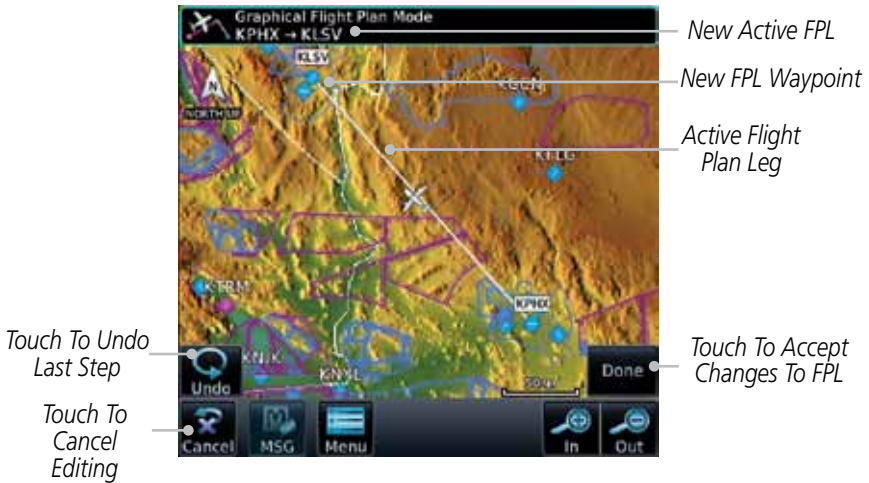 Graphical Flight Plan Mode
KPHX → KLSV
New Active FPL
KLSV
New FPL Waypoint
KGCN
NORTH UP
N
Active Flight
Plan Leg
KFLG
KTRM
KPHX
Touch To Undo
Last Step
Undo
KNYL
Done
Touch To Accept
Changes To FPL
Touch To
Cancel
Editing
Cancel
MSG
Menu
In
Out